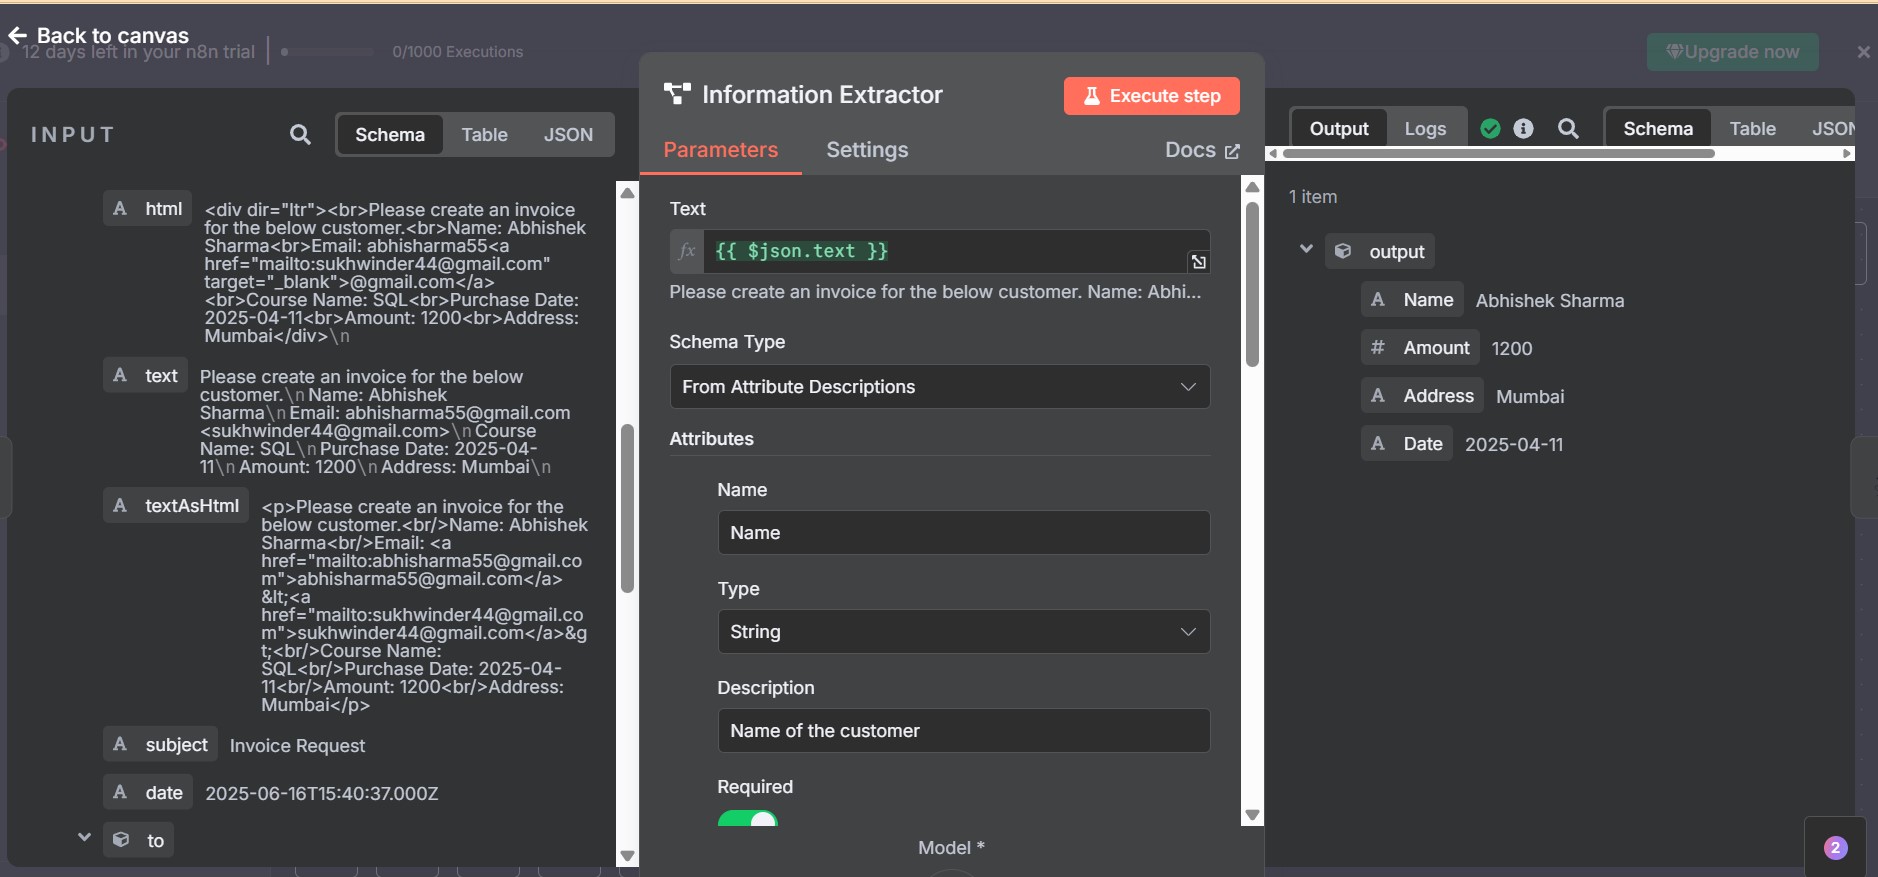 Back to canvas
12 days left in your n8n trial
0/1000 Executions
Upgrade now
INPUT
Schema
Table
JSON
html
<div dir="ltr"><br>Please create an invoice
for the below customer.<br>Name: Abhishek
Sharma<br>Email: abhisharma55<a
href="mailto:sukhwinder44@gmail.com"
target="_blank">@gmail.com</a>
<br>Course Name: SQL<br>Purchase Date:
2025-04-11<br>Amount: 1200<br>Address:
Mumbai</div>\n
text
Please create an invoice for the below
customer.\nName: Abhishek
Sharma\nEmail: abhisharma55@gmail.com
<sukhwinder44@gmail.com>\nCourse
Name: SQL\nPurchase Date: 2025-04-
11\nAmount: 1200\nAddress: Mumbai\n
textAsHtml
<p>Please create an invoice for the
below customer.<br/>Name: Abhishek
Sharma<br/>Email: <a
href="mailto:abhisharma55@gmail.co
m">abhisharma55@gmail.com</a>
&lt;<a
href="mailto:sukhwinder44@gmail.co
m">sukhwinder44@gmail.com</a>&g
t;<br/>Course Name:
SQL<br/>Purchase Date: 2025-04-
11<br/>Amount: 1200<br/>Address:
Mumbai</p>
subject
Invoice Request
date
2025-06-16T15:40:37.000Z
to
Information Extractor
Execute step
Parameters
Settings
Docs
Text
fx
{{ $json.text }}
Please create an invoice for the below customer. Name: Abhi...
Schema Type
From Attribute Descriptions
Attributes
Name
Name
Type
String
Description
Name of the customer
Required
Model *
Output
Logs
Schema
Table
JSON
1 item
output
Name
Abhishek Sharma
Amount
1200
Address
Mumbai
Date
2025-04-11
2